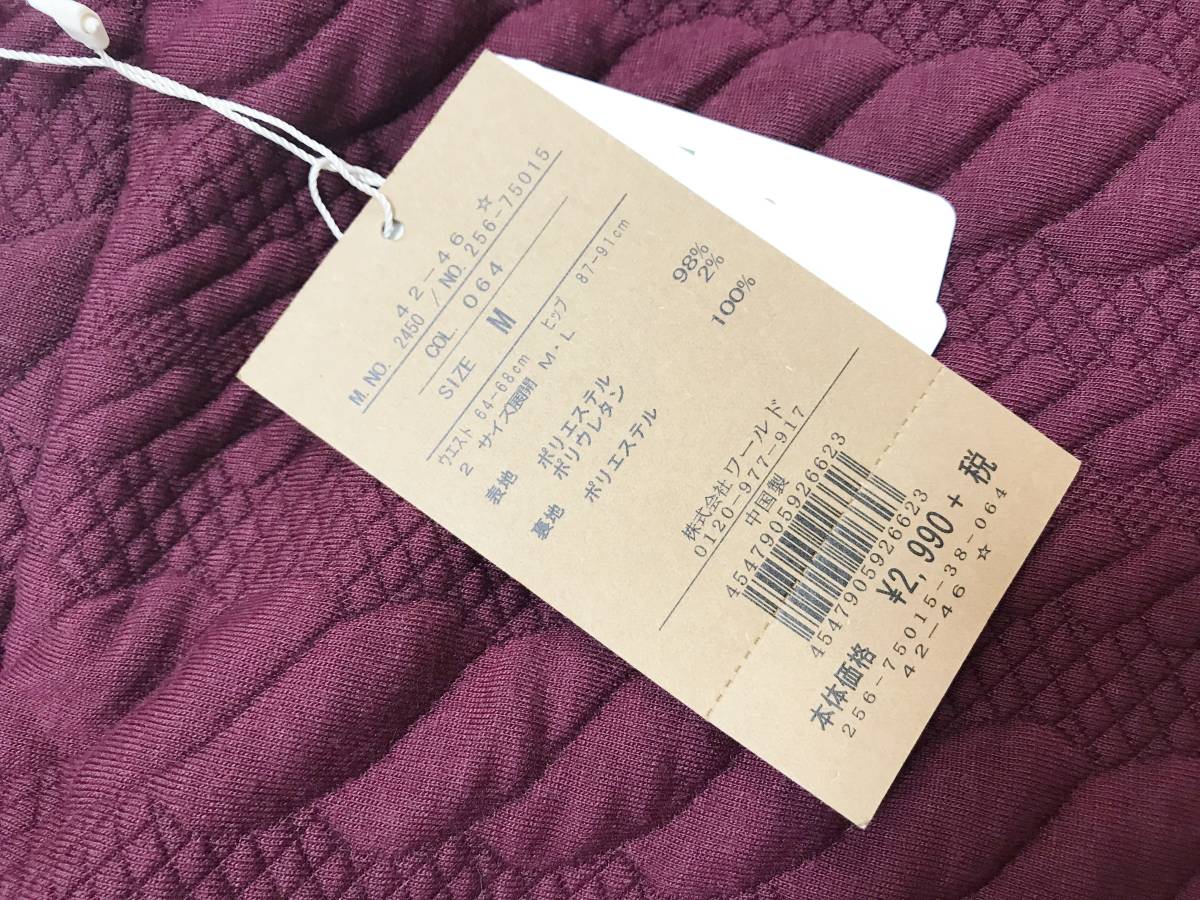 42-46 ☆
M.NO. 2450 / NO. 256-75015
COL. 064
SIZE M
ウエスト 64-68cm ヒップ 87-91cm
2 サイズ展開 M・L
表地 ポリエステル 98%
ポリウレタン 2%
裏地 ポリエステル 100%
株式会社ワールド
0120-977-917
中国製
4547905926623
4547905926623
本体価格 ¥2,990+税
256-75015-38-064
42-46 ☆